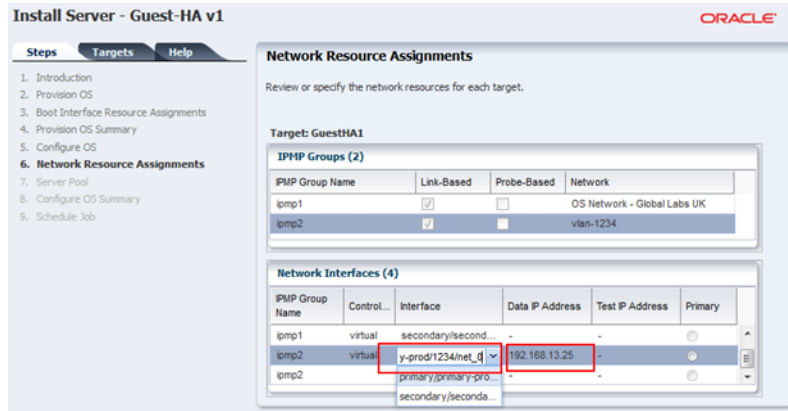 Install Server - Guest-HA v1
ORACLE
Steps Targets Help
1. Introduction
2. Provision OS
3. Boot Interface Resource Assignments
4. Provision OS Summary
5. Configure OS
6. Network Resource Assignments
7. Server Pool
8. Configure OS Summary
9. Schedule Job
Network Resource Assignments
Review or specify the network resources for each target.
Target: GuestHA1
IPMP Groups (2)
IPMP Group Name Link-Based Probe-Based Network
ipmp1 OS Network - Global Labs UK
ipmp2 vlan-1234
Network Interfaces (4)
IPMP Group Name Control... Interface Data IP Address Test IP Address Primary
ipmp1 virtual secondary/second... - -
ipmp2 virtual y-prod/1234/net_0 192.168.13.25 -
ipmp2 primary/primary-pro... - -
secondary/seconda...